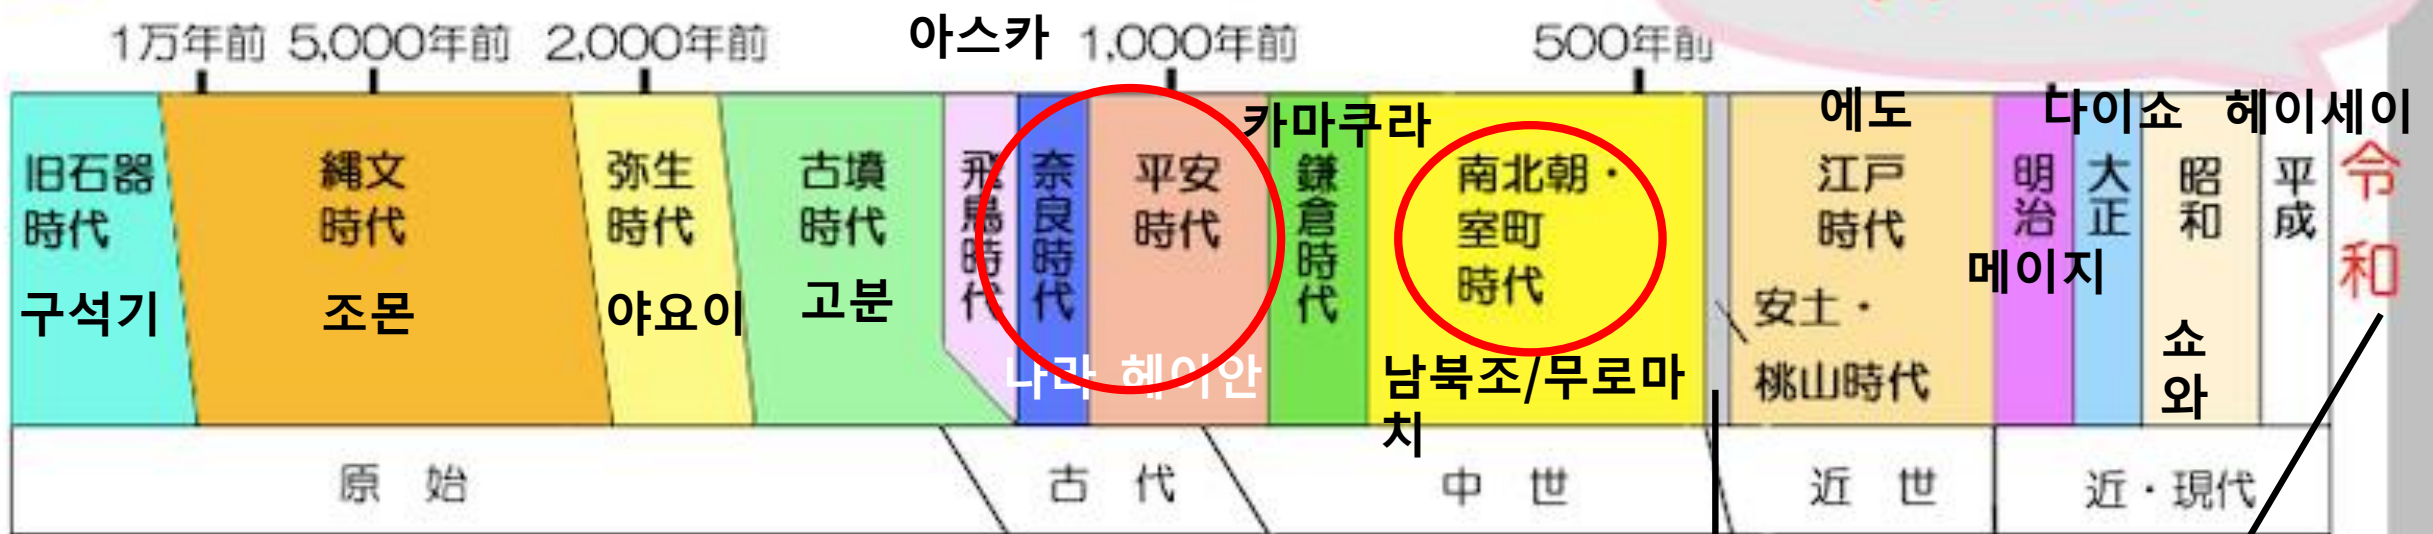 1万年前 5,000年前 2,000年前 아스카 1,000年前 500年前
旧石器
時代
구석기
縄文
時代
조몬
弥生
時代
야요이
古墳
時代
고분
飛鳥時代
奈良時代
나라
平安
時代
헤이안
카마쿠라
鎌倉時代
南北朝・
室町
時代
남북조/무로마
치
에도
江戸
時代
安土・
桃山時代
明治
메이지
다이쇼
大正
昭和
쇼
와
헤이세이
平成
令和
原始 古代 中世 近世 近・現代